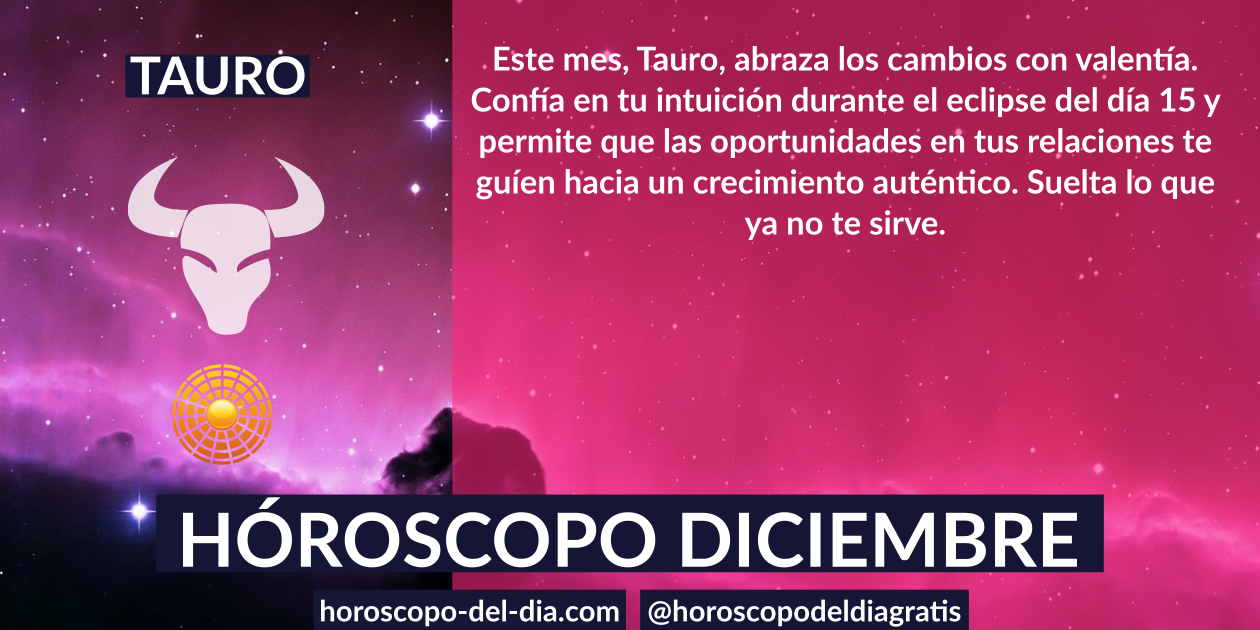 TAURO
Este mes, Tauro, abraza los cambios con valentía.
Confía en tu intuición durante el eclipse del día 15 y
permite que las oportunidades en tus relaciones te
guíen hacia un crecimiento auténtico. Suelta lo que
ya no te sirve.
HÓROSCOPO DICIEMBRE
horoscopo-del-dia.com
@horoscopodeldiagratis